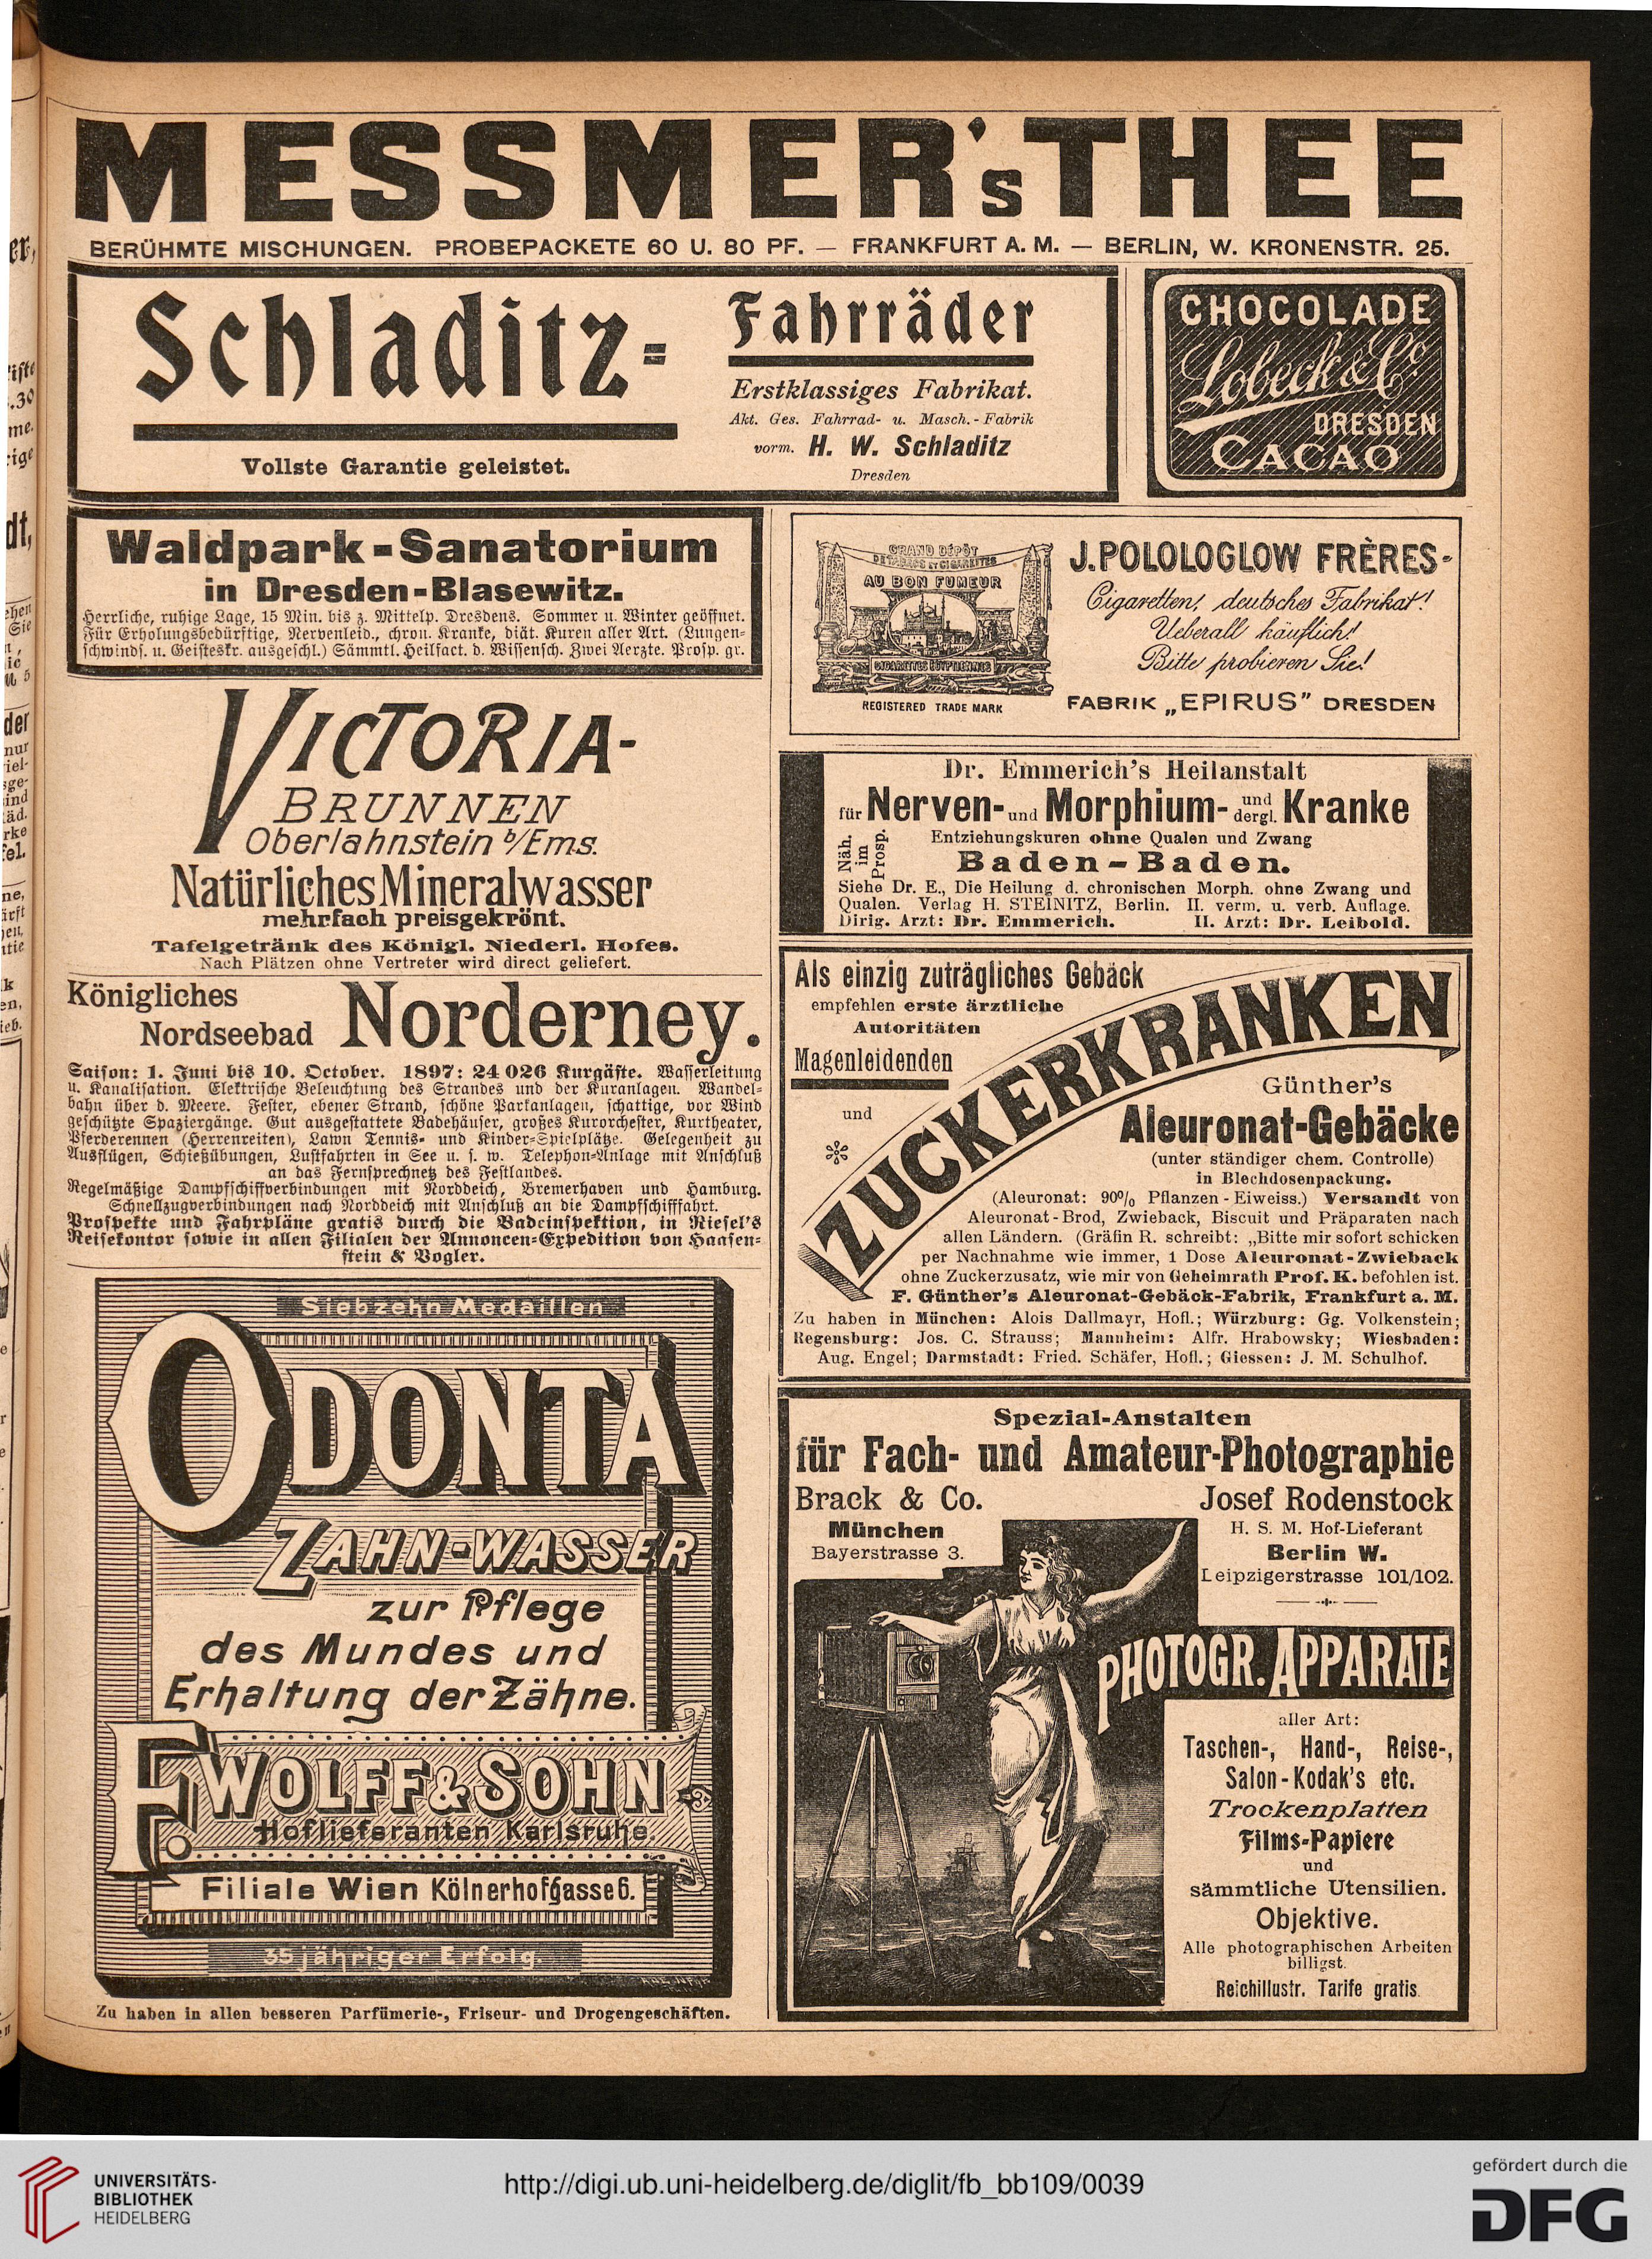 MESSMER'S THEE
BERÜHMTE MISCHUNGEN. PROBEPACKETE 60 U. 80 PF. — FRANKFURT A. M. — BERLIN, W. KRONENSTR. 25.
Schladitz-
Vollste Garantie geleistet.
Fahrräder
Erstklassiges Fabrikat.
Akt. Ges. Fahrrad- u. Masch.-Fabrik
vorm. H. W. Schladitz
Dresden
CHOCOLADE
Lobeck & Co.
DRESDEN
CACAO
Waldpark-Sanatorium
in Dresden-Blasewitz.
Herrliche, ruhige Lage, 15 Min. bis z. Mittelp. Dresdens. Sommer u. Winter geöffnet.
Für Erholungsbedürftige, Nervenleid., chron. Kranke, diät. Kuren aller Art. (Lungen-
schwinds. u. Geisteskr. ausgeschl.) Sämmtl. Heilfact. d. Wissensch. Zwei Aerzte. Prosp. gr.
VICTORIA-
BRUNNEN
Oberlahnstein b/Ems.
Natürliches Mineralwasser
mehrfach preisgekrönt.
Tafelgetränk des Königl. Niederl. Hofes.
Nach Plätzen ohne Vertreter wird direct geliefert.
Königliches
Nordseebad Norderney.
Saison: 1. Juni bis 10. October. 1897: 24 026 Kurgäste. Wasserleitung
u. Kanalisation. Elektrische Beleuchtung des Strandes und der Kuranlagen. Wandel-
bahn über d. Meere. Fester, ebener Strand, schöne Parkanlagen, schattige, vor Wind
geschützte Spaziergänge. Gut ausgestattete Badehäuser, großes Kurorchester, Kurtheater,
Pferderennen (Herrenreiten), Lawn Tennis- und Kinder-Spielplätze. Gelegenheit zu
Ausflügen, Schießübungen, Lustfahrten in See u. s. w. Telephon-Anlage mit Anschluß
an das Fernsprechnetz des Festlandes.
Regelmäßige Dampfschiffverbindungen mit Norddeich, Bremerhaven und Hamburg.
Schnellzugverbindungen nach Norddeich mit Anschluß an die Dampfschifffahrt.
Prospekte und Fahrpläne gratis durch die Badeinspektion, in Riesel's
Reisekontor sowie in allen Filialen der Annoncen-Expedition von Haasen-
stein & Vogler.
Siebzehn Medaillen
ODONTA
ZAHN-WASSER
zur Pflege
des Mundes und
Erhaltung der Zähne.
F. WOLFF & SOHN
Hoflieferanten Karlsruhe.
Filiale Wien Kölnerhofgasse 6.
35 jähriger Erfolg.
Zu haben in allen besseren Parfümerie-, Friseur- und Drogengeschäften.
GRAND DÉPÔT
DE TABACS ET CIGARETTES
AU BON FUMEUR
CIGARETTES EGYPTIENNES
REGISTERED TRADE MARK
J. POLOLOGLOW FRÈRES-
Cigaretten, deutsches Fabrikat!
Ueberall käuflich!
Bitte probieren Sie!
FABRIK „EPIRUS" DRESDEN
Dr. Emmerich's Heilanstalt
für Nerven- und Morphium- und dergl. Kranke
Entziehungskuren ohne Qualen und Zwang
Näh. im Prosp.
Baden-Baden.
Siehe Dr. E., Die Heilung d. chronischen Morph. ohne Zwang und
Qualen. Verlag H. STEINITZ, Berlin. II. verm. u. verb. Auflage.
Dirig. Arzt: Dr. Emmerich. II. Arzt: Dr. Leibold.
Als einzig zuträgliches Gebäck
empfehlen erste ärztliche
Autoritäten
Magenleidenden
und
ZUCKERKRANKEN
Günther's
Aleuronat-Gebäcke
(unter ständiger chem. Controlle)
in Blechdosenpackung.
(Aleuronat: 90% Pflanzen-Eiweiss.) Versandt von
Aleuronat-Brod, Zwieback, Biscuit und Präparaten nach
allen Ländern. (Gräfin R. schreibt: „Bitte mir sofort schicken
per Nachnahme wie immer, 1 Dose Aleuronat-Zwieback
ohne Zuckerzusatz, wie mir von Geheimrath Prof. K. befohlen ist.
F. Günther's Aleuronat-Gebäck-Fabrik, Frankfurt a. M.
Zu haben in München: Alois Dallmayr, Hofl.; Würzburg: Gg. Volkenstein;
Regensburg: Jos. C. Strauss; Mannheim: Alfr. Hrabowsky; Wiesbaden:
Aug. Engel; Darmstadt: Fried. Schäfer, Hofl.; Giessen: J. M. Schulhof.
Spezial-Anstalten
für Fach- und Amateur-Photographie
Brack & Co.
München
Bayerstrasse 3.
Josef Rodenstock
H. S. M. Hof-Lieferant
Berlin W.
Leipzigerstrasse 101/102.
PHOTOGR. APPARATE
aller Art:
Taschen-, Hand-, Reise-,
Salon-Kodak's etc.
Trockenplatten
Films-Papiere
und
sämmtliche Utensilien.
Objektive.
Alle photographischen Arbeiten
billigst.
Reichillustr. Tarife gratis
UNIVERSITÄTS-
BIBLIOTHEK
HEIDELBERG
http://digi.ub.uni-heidelberg.de/diglit/fb_bb109/0039
gefördert durch die
DFG